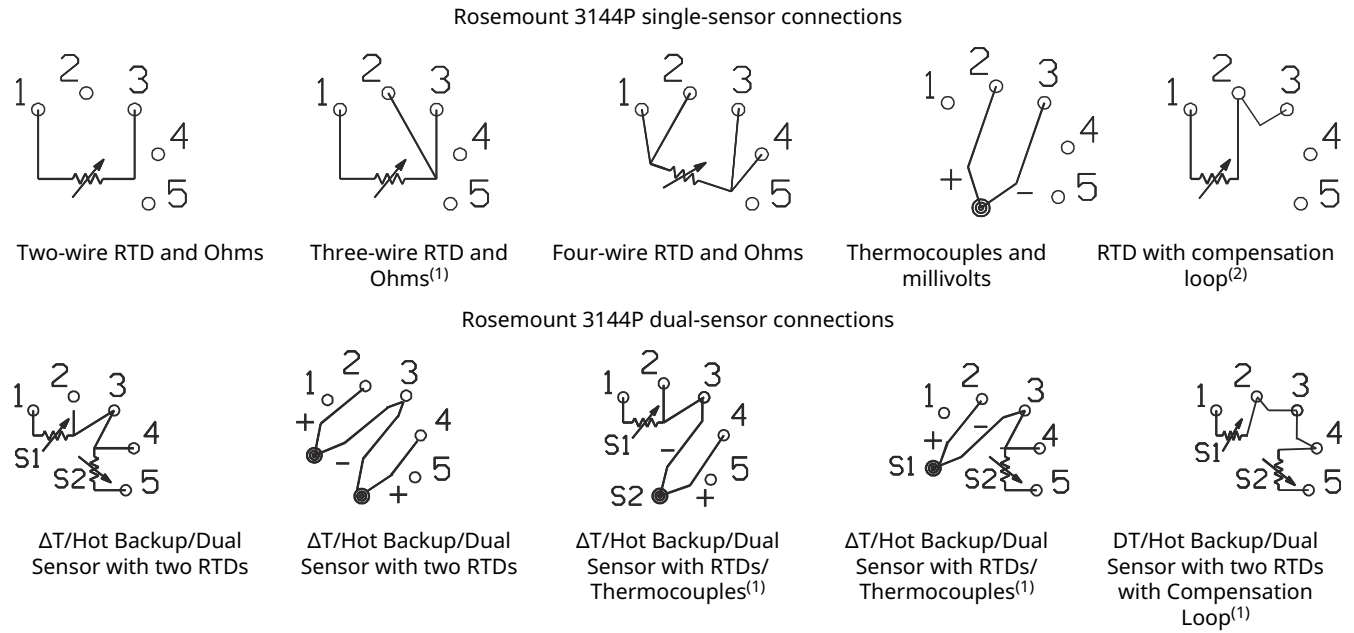 Rosemount 3144P single-sensor connections
1 2 3 4 5
1 2 3 4 5
1 2 3 4 5
1 2 3 4 5 + –
1 2 3 4 5
Two-wire RTD and Ohms
Three-wire RTD and
Ohms(1)
Four-wire RTD and Ohms
Thermocouples and
millivolts
RTD with compensation
loop(2)
Rosemount 3144P dual-sensor connections
1 2 3 4 5 S1 S2
1 2 3 4 5 + – +
1 2 3 4 5 S1 – S2 +
1 2 3 4 5 + – S1 S2
1 2 3 4 5 S1 S2
ΔT/Hot Backup/Dual
Sensor with two RTDs
ΔT/Hot Backup/Dual
Sensor with two RTDs
ΔT/Hot Backup/Dual
Sensor with RTDs/
Thermocouples(1)
ΔT/Hot Backup/Dual
Sensor with RTDs/
Thermocouples(1)
DT/Hot Backup/Dual
Sensor with two RTDs
with Compensation
Loop(1)